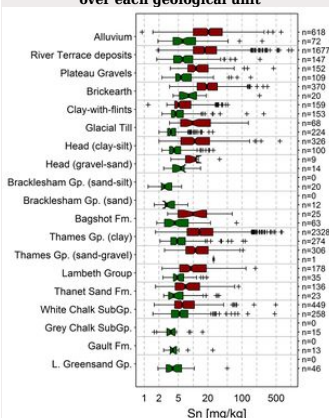 over each geological unit
Alluvium
n=618
n=72
River Terrace deposits
n=1677
n=147
Plateau Gravels
n=152
n=109
Brickearth
n=370
n=20
Clay-with-flints
n=159
n=153
Glacial Till
n=68
n=224
Head (clay-silt)
n=326
n=100
Head (gravel-sand)
n=9
n=14
Bracklesham Gp. (sand-silt)
n=0
n=20
Bracklesham Gp. (sand)
n=0
n=12
Bagshot Fm.
n=25
n=63
Thames Gp. (clay)
n=2328
n=274
Thames Gp. (sand-gravel)
n=306
n=1
Lambeth Group
n=178
n=35
Thanet Sand Fm.
n=136
n=23
White Chalk SubGp.
n=449
n=258
Grey Chalk SubGp.
n=0
n=15
Gault Fm.
n=0
n=13
L. Greensand Gp.
n=0
n=46
1 2 5 20 100 500
Sn [mg/kg]